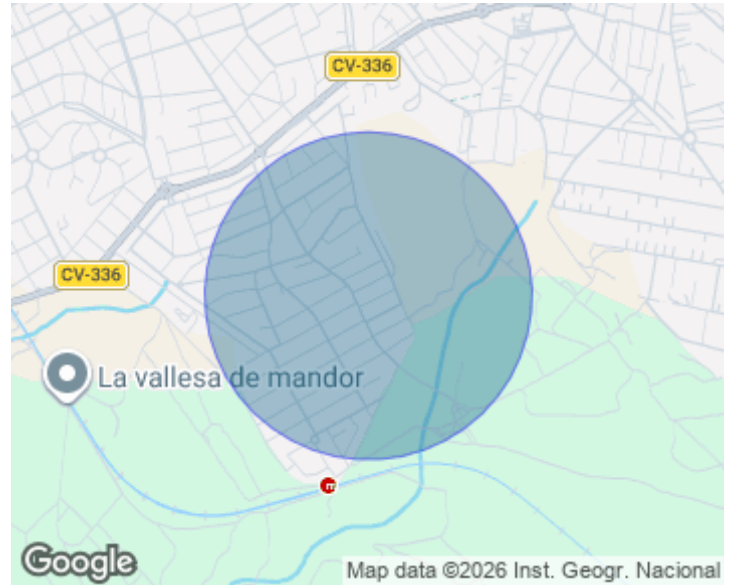 CV-336
CV-336
La vallesa de mandor
Google
Map data ©2026 Inst. Geogr. Nacional